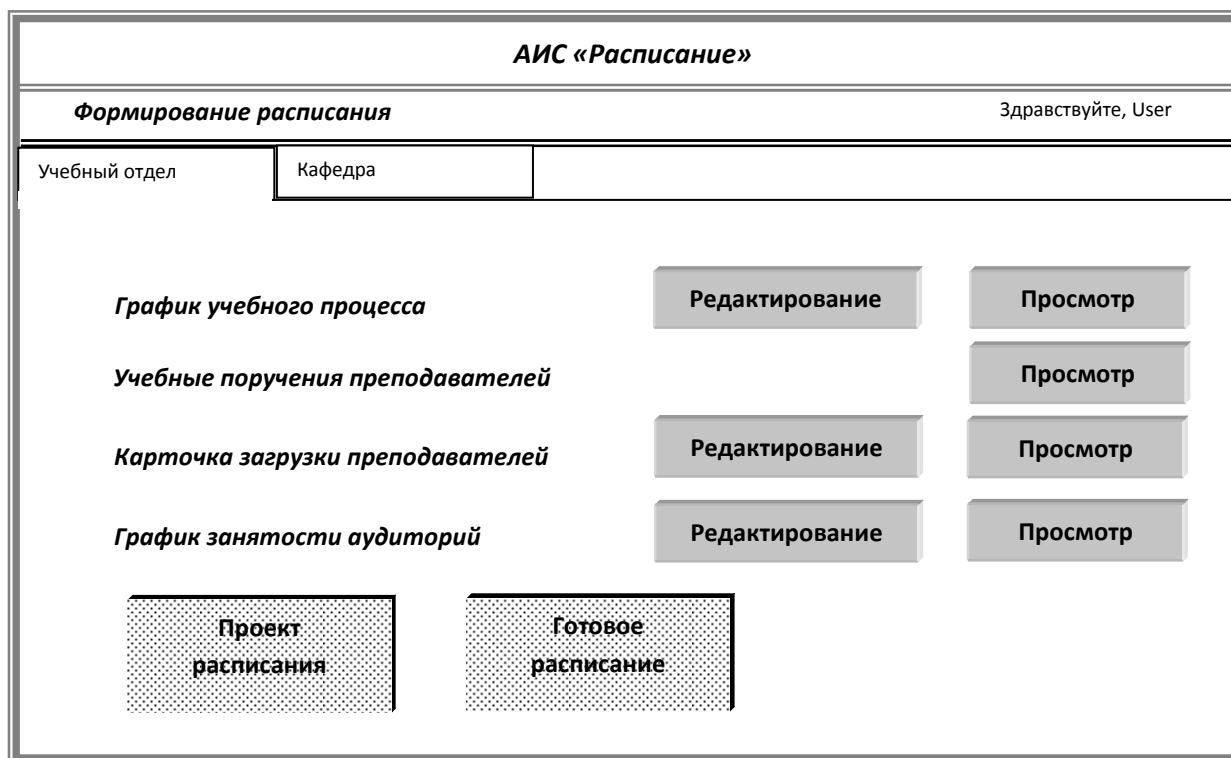 АИС «Расписание»
Формирование расписания
Здравствуйте, User
Учебный отдел
Кафедра
График учебного процесса
Редактирование
Просмотр
Учебные поручения преподавателей
Просмотр
Карточка загрузки преподавателей
Редактирование
Просмотр
График занятости аудиторий
Редактирование
Просмотр
Проект
расписания
Готовое
расписание